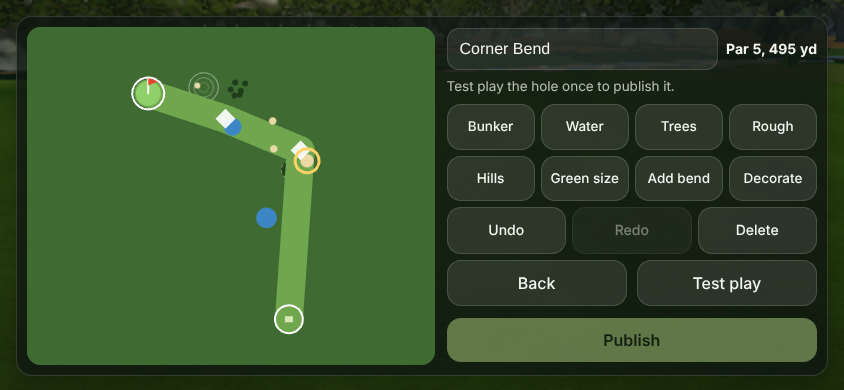 Corner Bend
Par 5, 495 yd
Test play the hole once to publish it.
Bunker
Water
Trees
Rough
Hills
Green size
Add bend
Decorate
Undo
Redo
Delete
Back
Test play
Publish